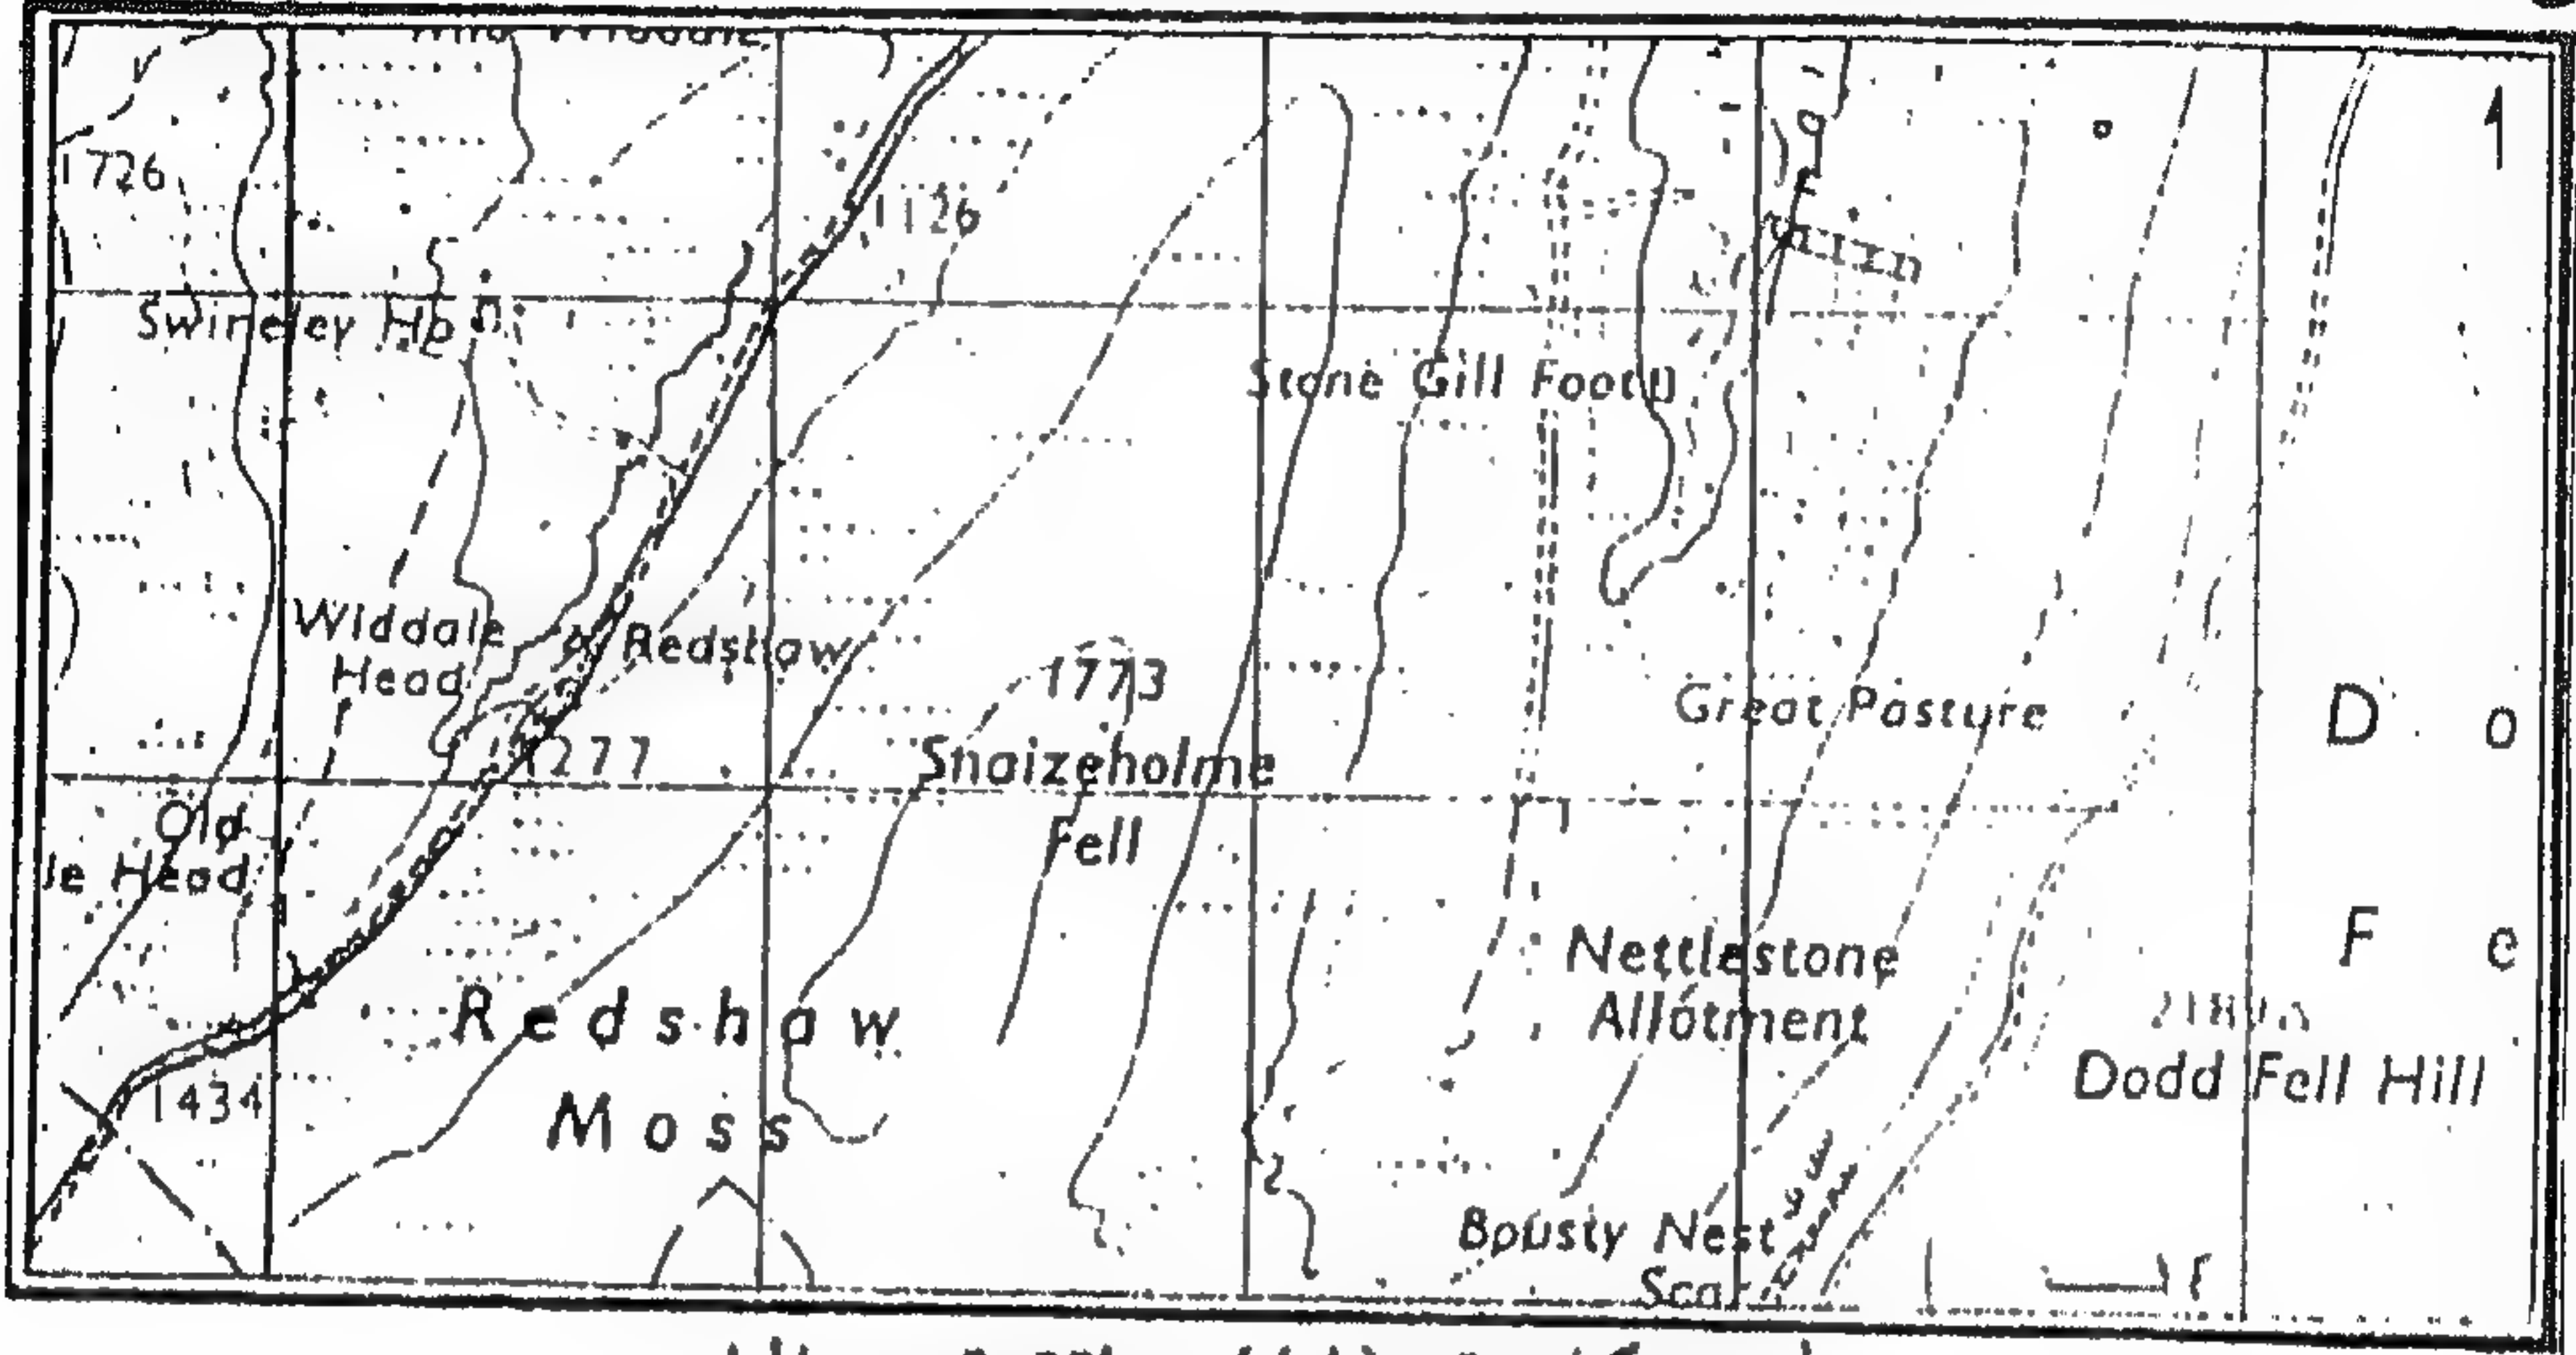 1726
1126
Swineley Ho
Stone Gill Foot
Widdale
Head
Redshaw
1773
Great Pasture
1277
Snaizeholme
Fell
D o
Old
le Head
F e
Nettlestone
Allotment
Redshaw
Moss
Dodd Fell Hill
1434
Bousty Nest
Scar